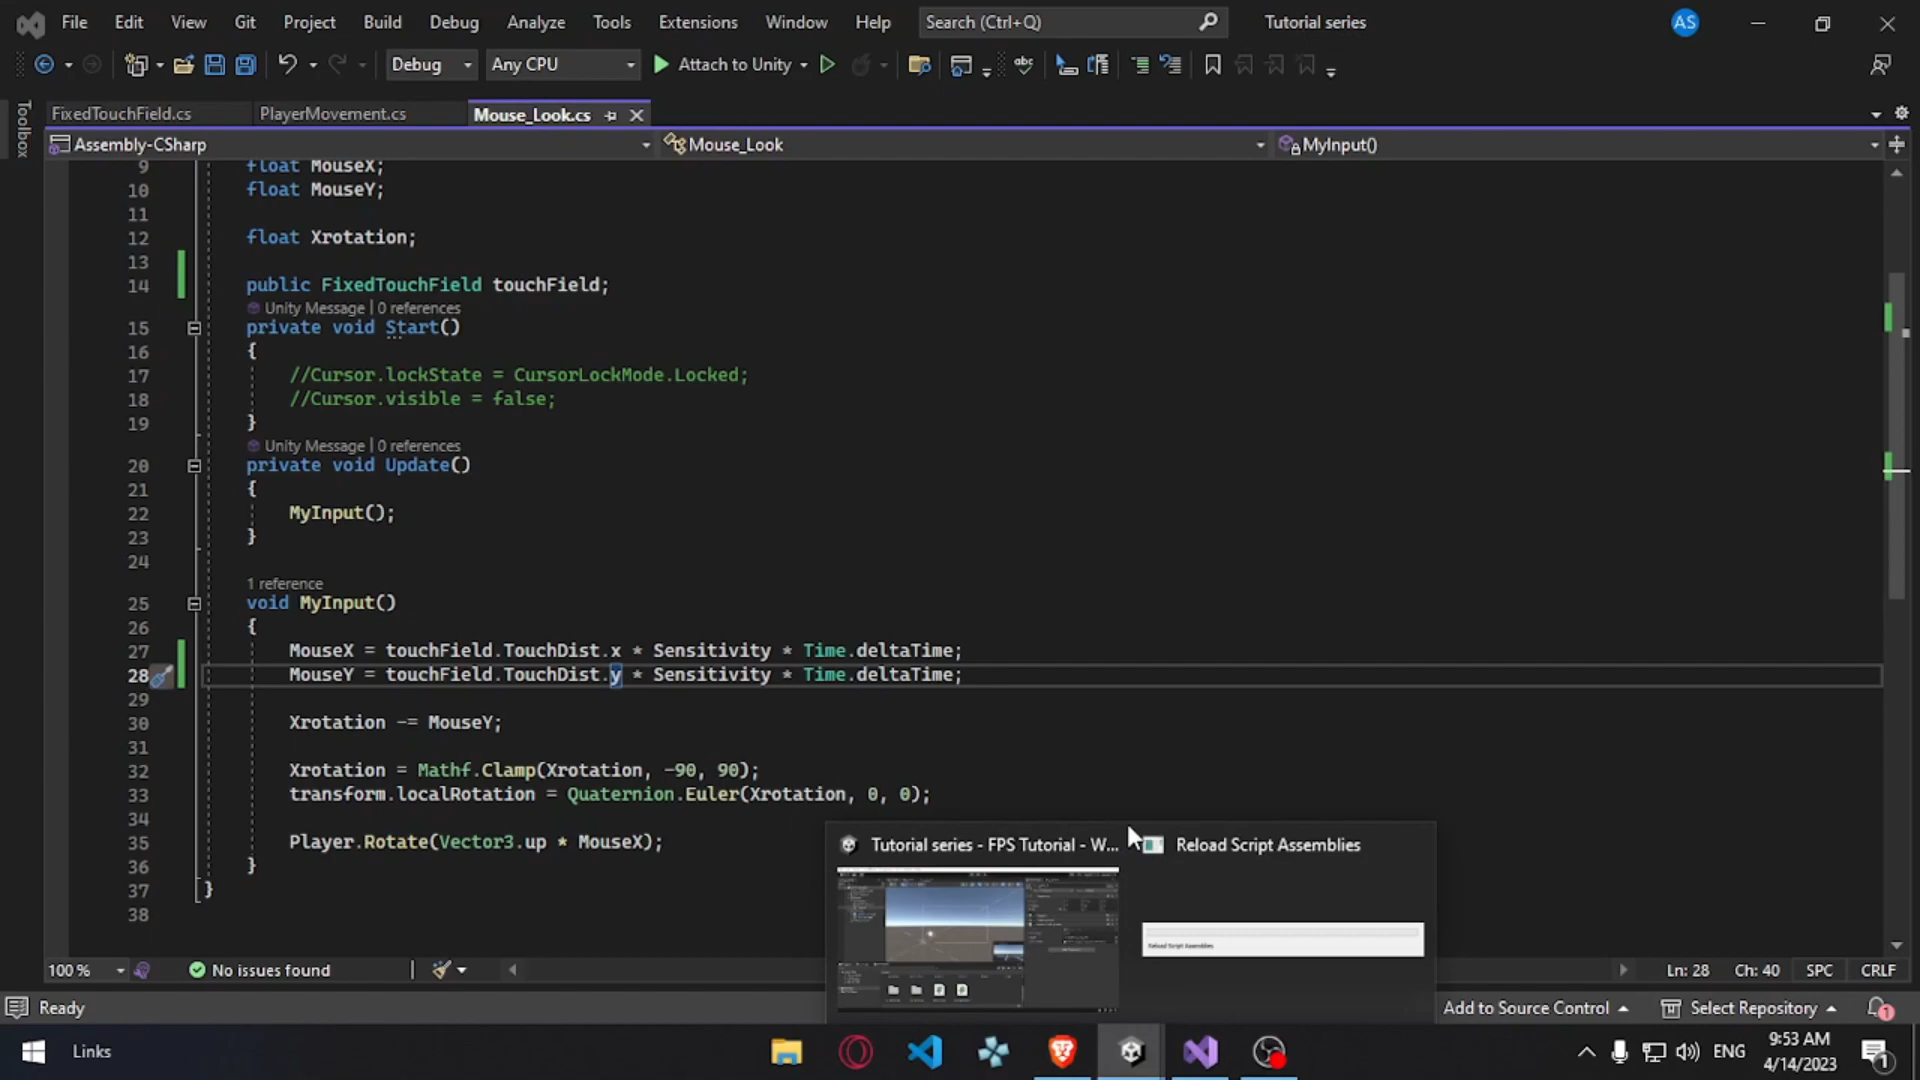 File Edit View Git Project Build Debug Test Analyze Tools Extensions Window Help Search (Ctrl+Q) Tutorial series AS
Debug Any CPU Attach to Unity
Toolbox
FixedTouchField.cs PlayerMovement.cs Mouse_Look.cs
Assembly-CSharp Mouse_Look MyInput()
9 float MouseX;
10 float MouseY;
11
12 float Xrotation;
13
14 public FixedTouchField touchField;
Unity Message | 0 references
15 private void Start()
16 {
17 //Cursor.lockState = CursorLockMode.Locked;
18 //Cursor.visible = false;
19 }
Unity Message | 0 references
20 private void Update()
21 {
22 MyInput();
23 }
24
1 reference
25 void MyInput()
26 {
27 MouseX = touchField.TouchDist.x * Sensitivity * Time.deltaTime;
28 MouseY = touchField.TouchDist.y * Sensitivity * Time.deltaTime;
29
30 Xrotation -= MouseY;
31
32 Xrotation = Mathf.Clamp(Xrotation, -90, 90);
33 transform.localRotation = Quaternion.Euler(Xrotation, 0, 0);
34
35 Player.Rotate(Vector3.up * MouseX);
36 }
37 }
38
Tutorial series - FPS Tutorial - W... Reload Script Assemblies
Reload Script Assemblies
100 % No issues found Ln: 28 Ch: 40 SPC CRLF
Ready Add to Source Control Select Repository 1
Links ENG 9:53 AM
4/14/2023 1